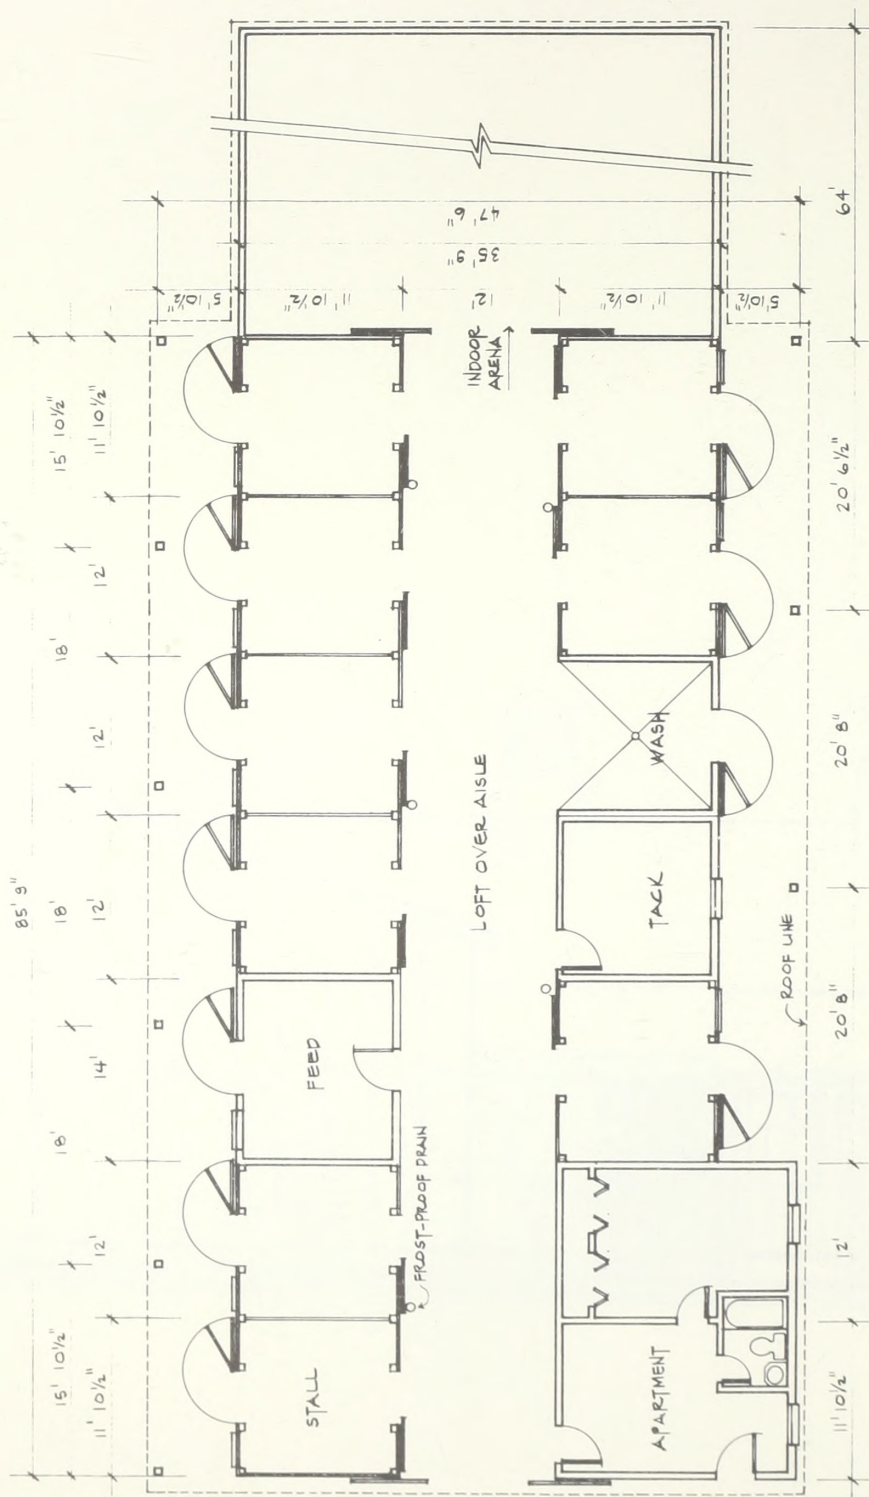 64'
47' 6"
35' 9"
5' 10½"
11' 10½"
12'
11' 10½"
5' 10½"
INDOOR
ARENA
15' 10½"
11' 10½"
20' 6½"
12'
18'
12'
20' 8"
LOFT OVER AISLE
WASH
85' 9"
18'
12'
TACK
ROOF LINE
20' 8"
14'
FEED
18'
FROST-PROOF DRAIN
12'
12'
15' 10½"
11' 10½"
STALL
APARTMENT
11' 10½"